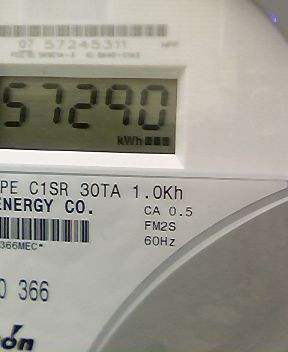 07 57245311
57290
kWh
PE C1SR 30TA 1.0Kh
ENERGY CO.
CA 0.5
FM2S
60Hz
366MEC*
0 366
rón